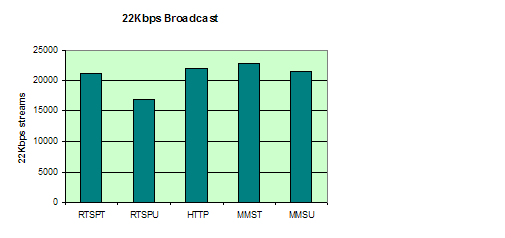 22Kbps Broadcast
25000
20000
15000
10000
5000
0
22Kbps streams
RTSPT RTSPU HTTP MMST MMSU